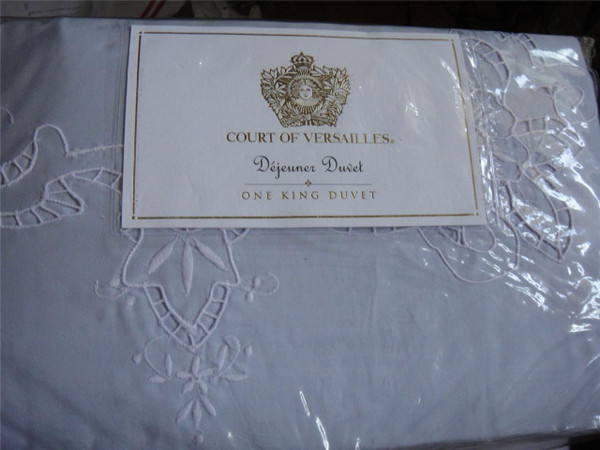 COURT OF VERSAILLES®
Déjeuner Duvet
ONE KING DUVET